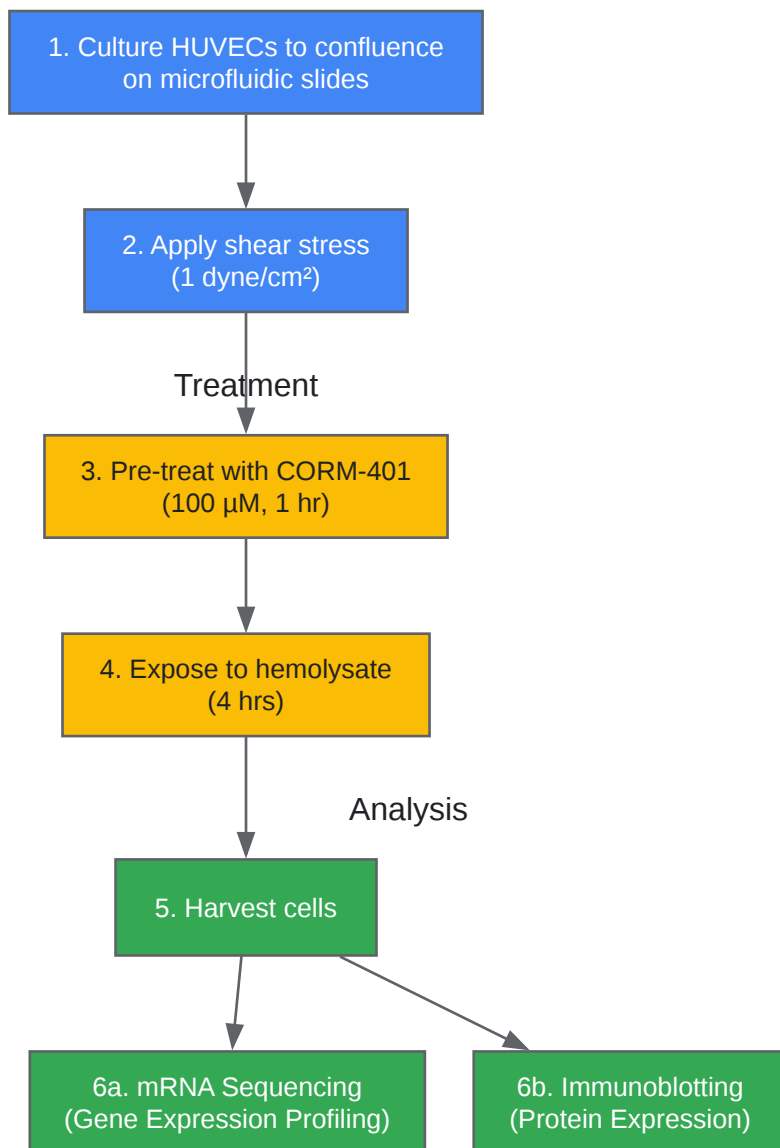 1. Culture HUVECs to confluence
on microfluidic slides
2. Apply shear stress
(1 dyne/cm²)
Treatment
3. Pre-treat with CORM-401
(100 µM, 1 hr)
4. Expose to hemolysate
(4 hrs)
Analysis
5. Harvest cells
6a. mRNA Sequencing
(Gene Expression Profiling)
6b. Immunoblotting
(Protein Expression)